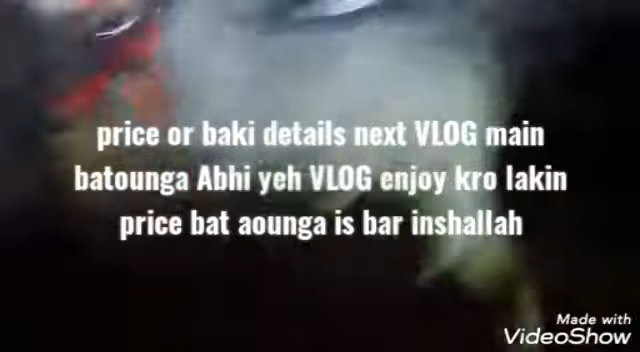 price or baki details next VLOG main
batounga Abhi yeh VLOG enjoy kro lakin
price bat aounga is bar inshallah
Made with
VideoShow